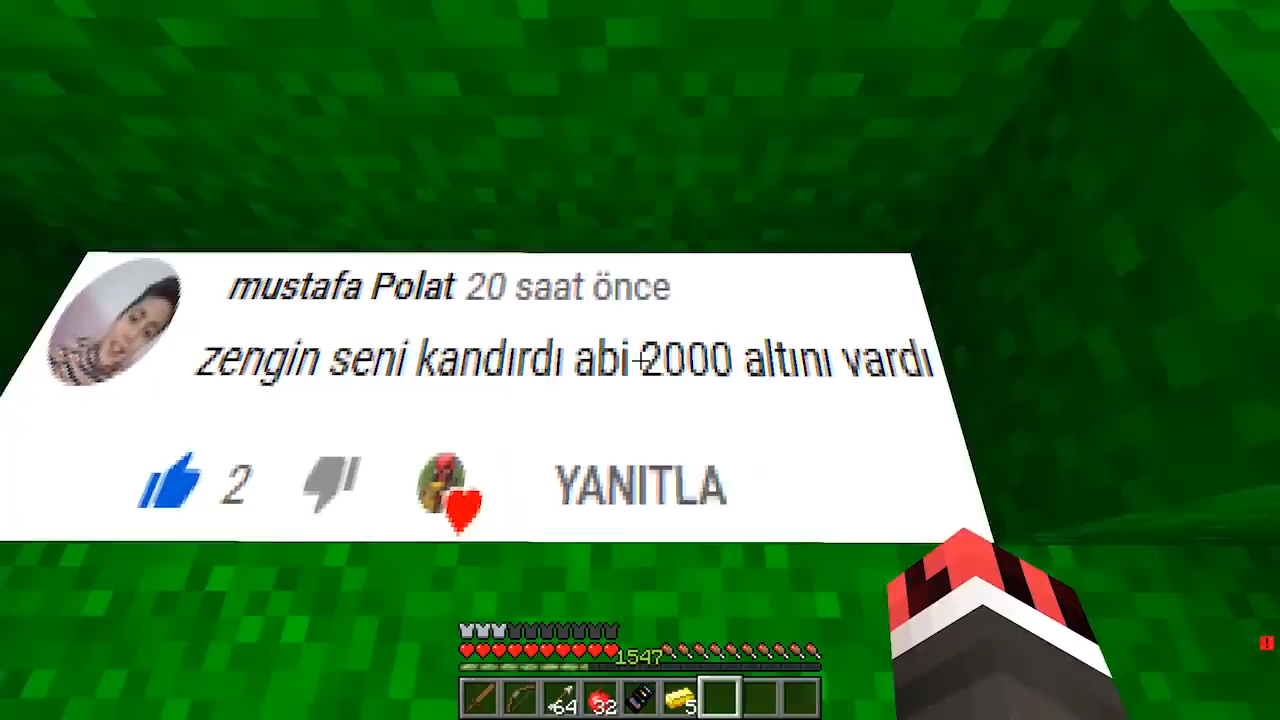 mustafa Polat 20 saat önce
zengin seni kandırdı abi 2000 altını vardı
2
YANITLA
1547
64
32
5